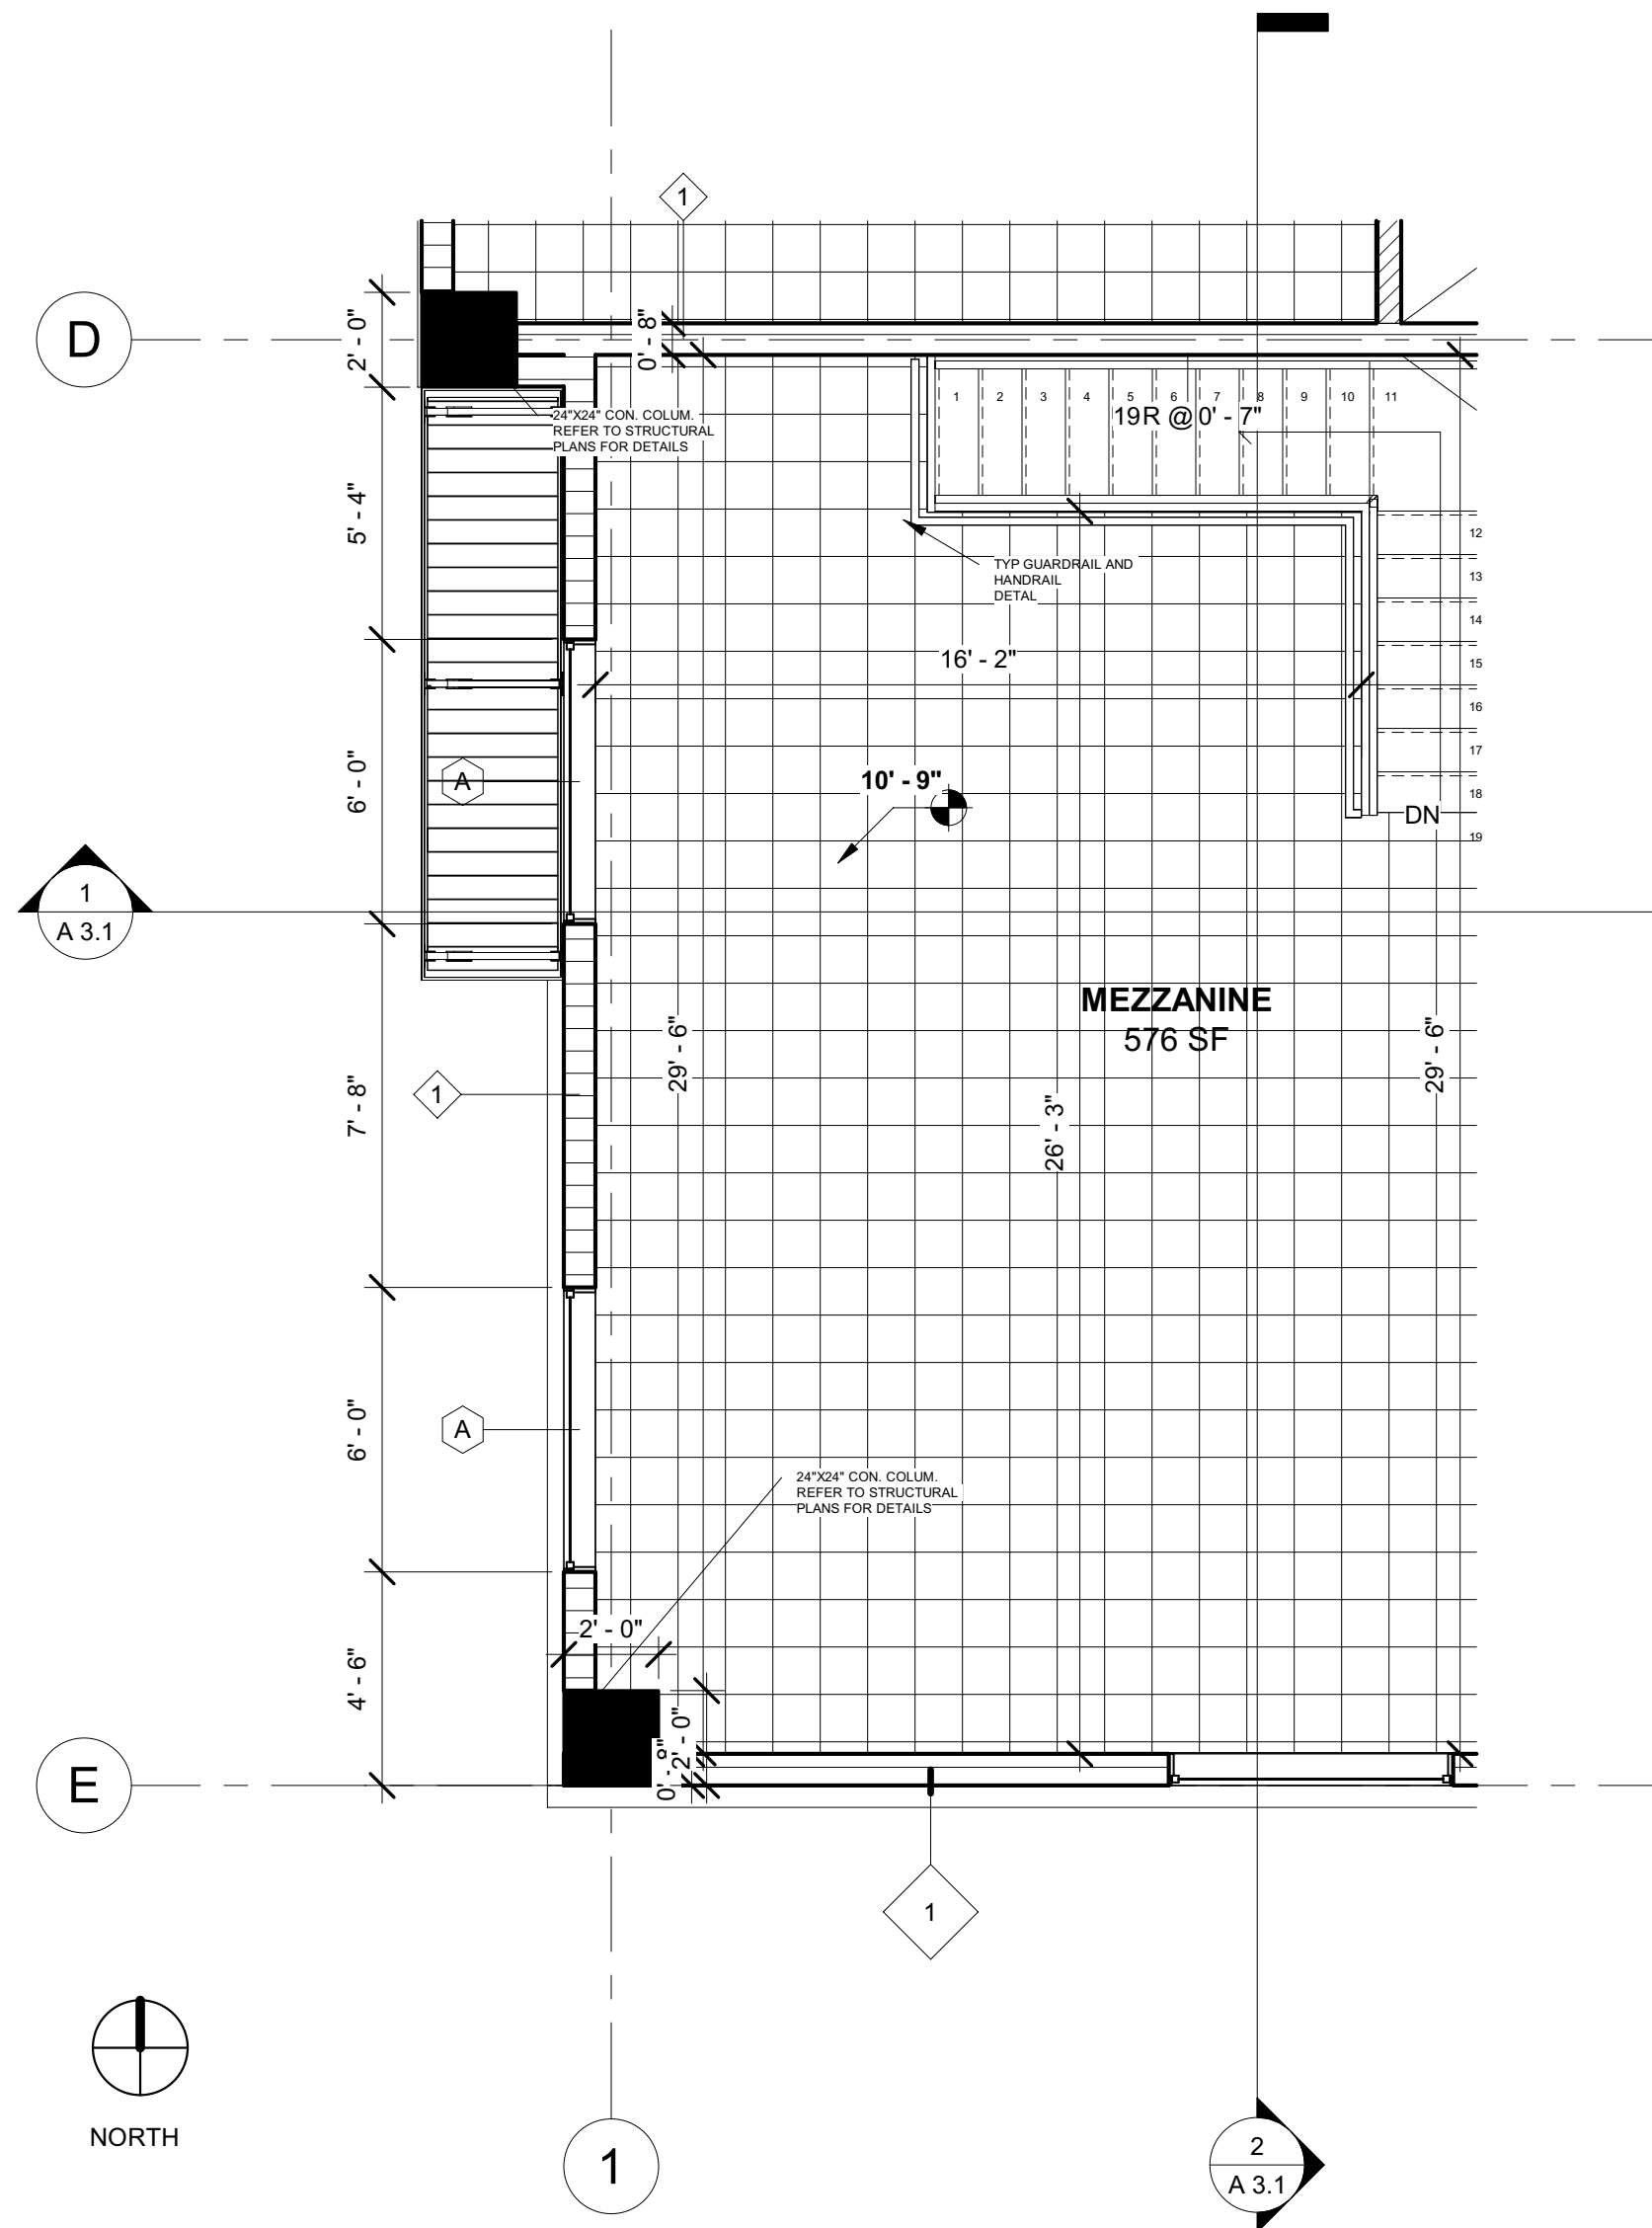 1
D
2' - 0"
0' - 8"
24"X24" CON. COLUM.
REFER TO STRUCTURAL
PLANS FOR DETAILS
1 2 3 4 5 6 7 8 9 10 11
19R @ 0' - 7"
5' - 4"
12
TYP GUARDRAIL AND
HANDRAIL
DETAL
13
14
16' - 2"
15
16
17
6' - 0"
A
10' - 9"
18
DN
19
1
A 3.1
MEZZANINE
576 SF
29' - 6"
29' - 6"
7' - 8"
1
26' - 3"
6' - 0"
A
24"X24" CON. COLUM.
REFER TO STRUCTURAL
PLANS FOR DETAILS
2' - 0"
4' - 6"
2' - 0"
0' - 8"
E
1
NORTH
1
2
A 3.1